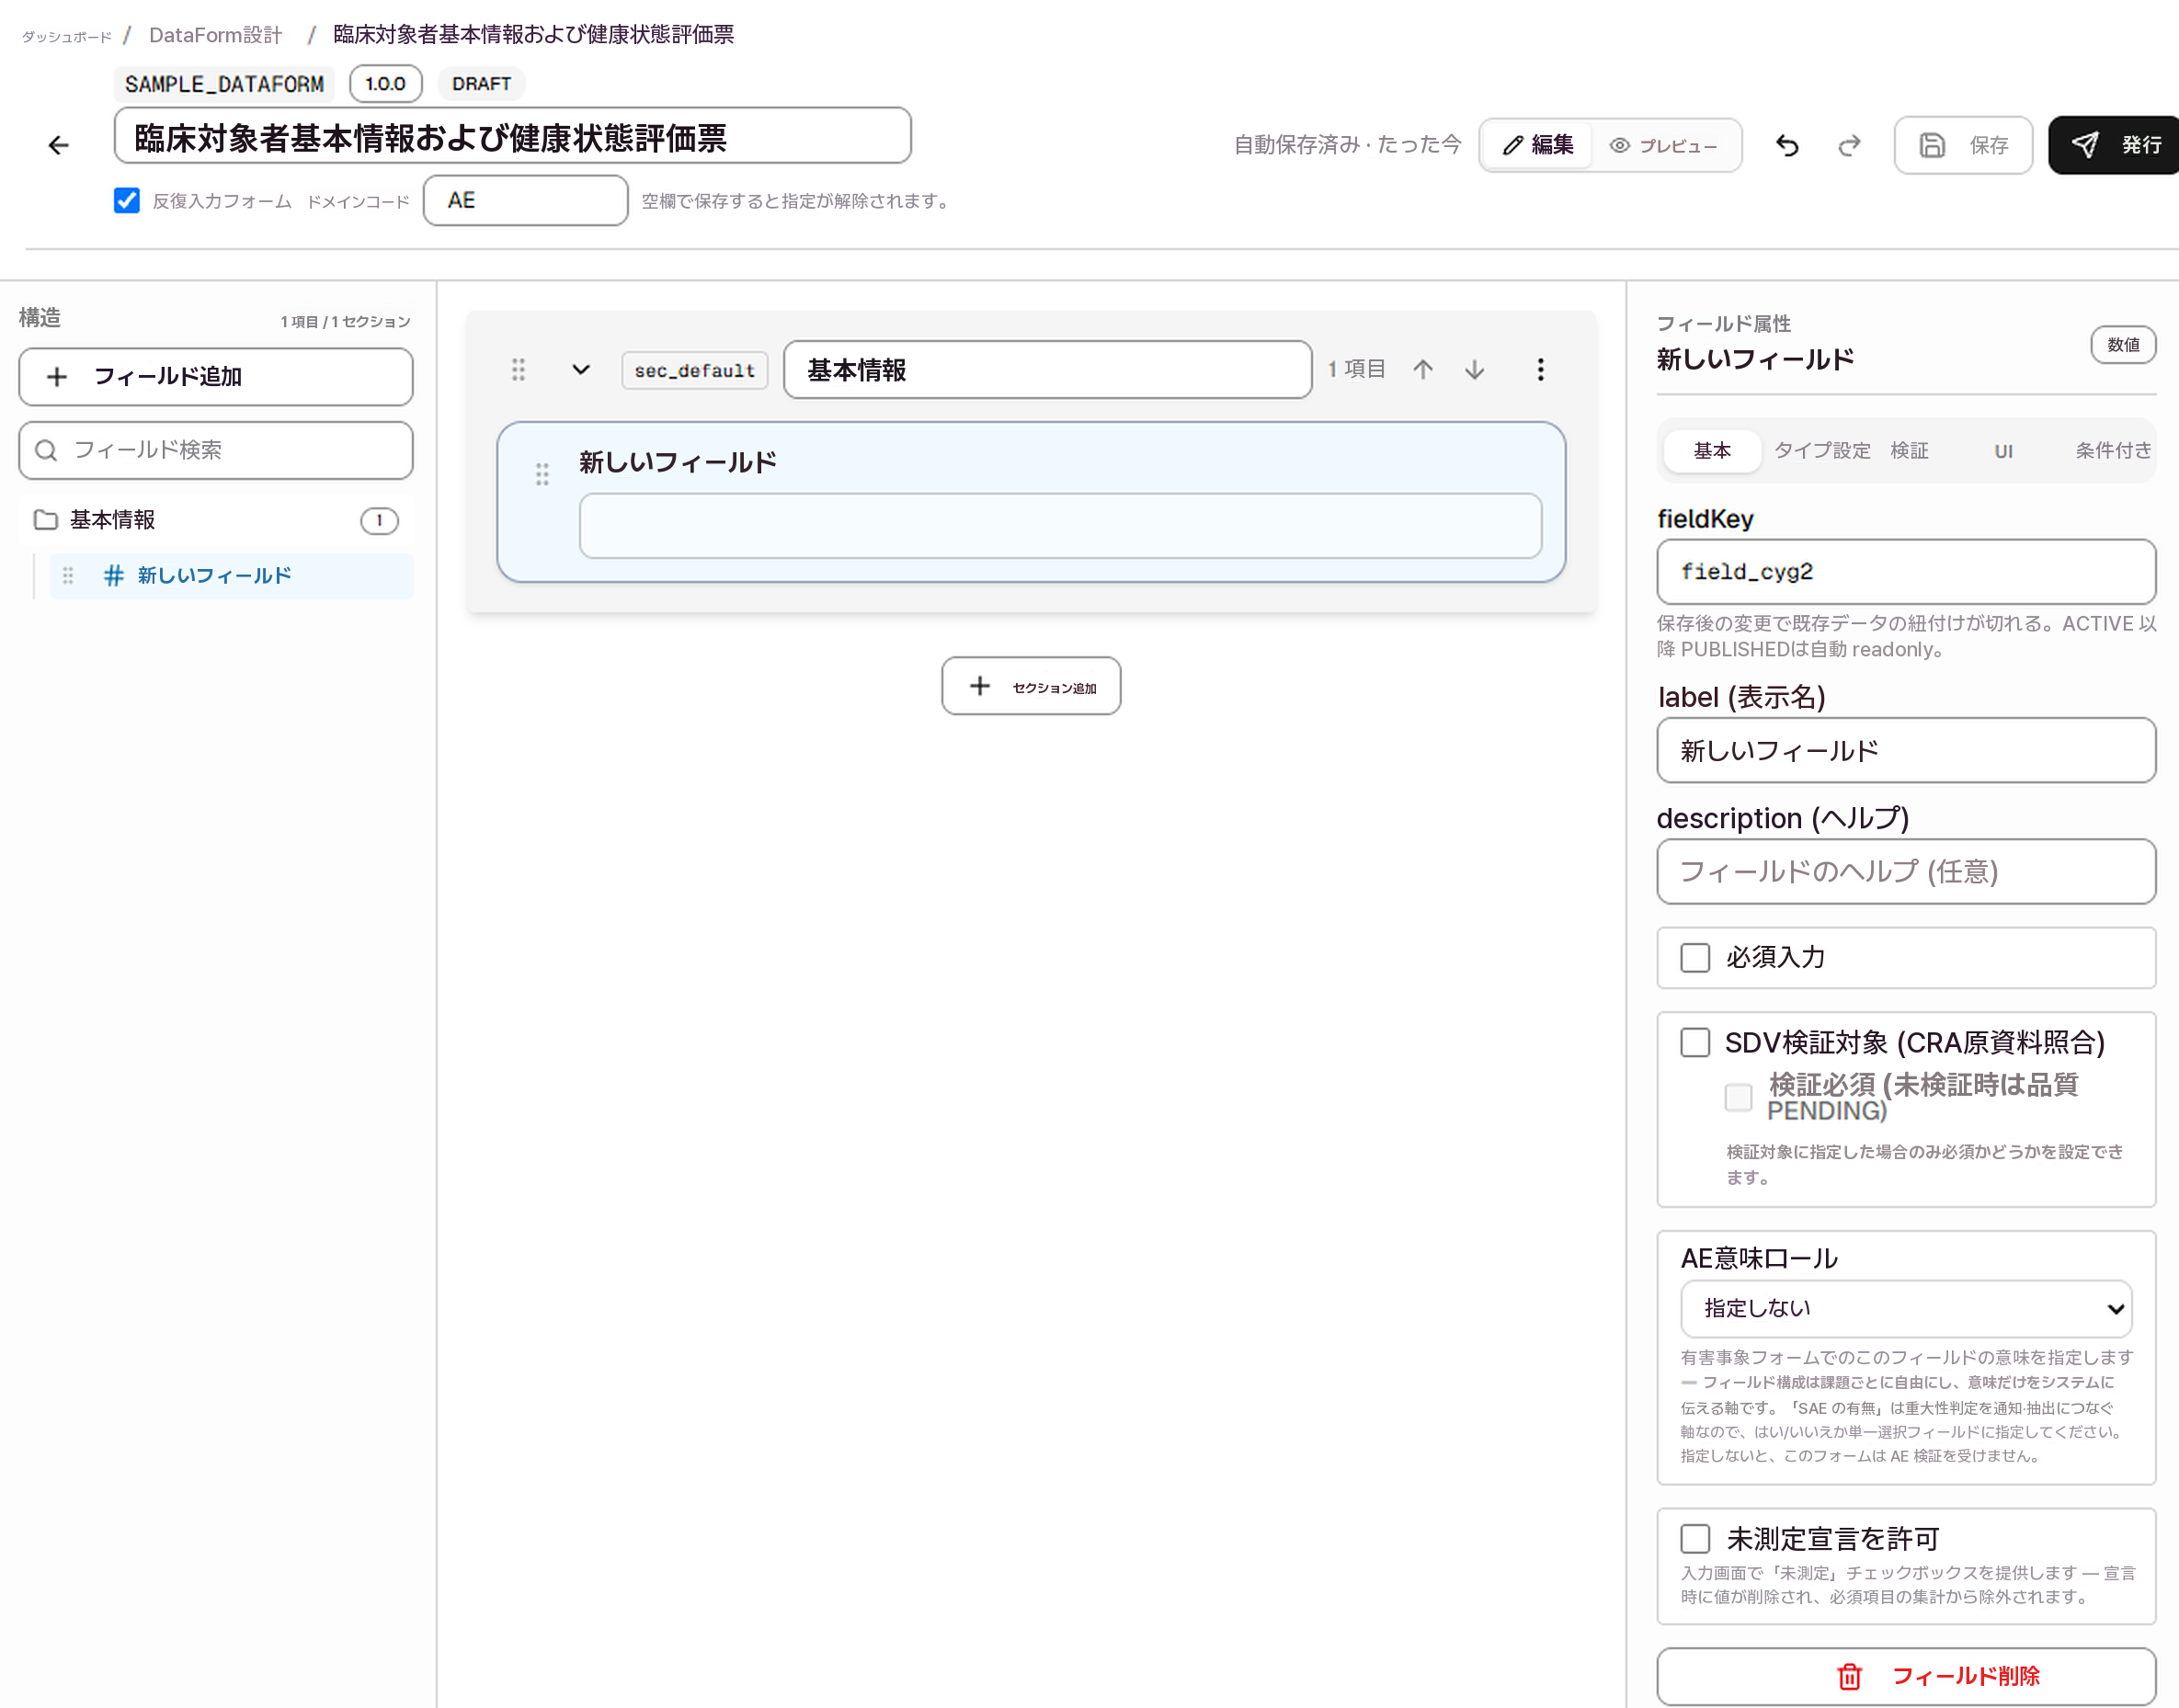 ダッシュボード / DataForm設計 / 臨床対象者基本情報および健康状態評価票
SAMPLE_DATAFORM 1.0.0 DRAFT
臨床対象者基本情報および健康状態評価票
自動保存済み · たった今 編集 プレビュー 保存 発行
反復入力フォーム ドメインコード AE 空欄で保存すると指定が解除されます。
構造 1 項目 / 1 セクション
フィールド追加
フィールド検索
基本情報 1
新しいフィールド
sec_default 基本情報 1 項目
新しいフィールド
セクション追加
フィールド属性
新しいフィールド
数値
基本 タイプ設定 検証 UI 条件付き
fieldKey
field_cyg2
保存後の変更で既存データの紐付けが切れる。ACTIVE 以
降 PUBLISHEDは自動 readonly。
label (表示名)
新しいフィールド
description (ヘルプ)
フィールドのヘルプ (任意)
必須入力
SDV検証対象 (CRA原資料照合)
検証必須 (未検証時は品質
PENDING)
検証対象に指定した場合のみ必須かどうかを設定でき
ます。
AE意味ロール
指定しない
有害事象フォームでのこのフィールドの意味を指定します
— フィールド構成は課題ごとに自由にし、意味だけをシステムに
伝える軸です。「SAE の有無」は重大性判定を通知·抽出につなぐ
軸なので、はい/いいえか単一選択フィールドに指定してください。
指定しないと、このフォームは AE 検証を受けません。
未測定宣言を許可
入力画面で「未測定」チェックボックスを提供します — 宣言
時に値が削除され、必須項目の集計から除外されます。
フィールド削除